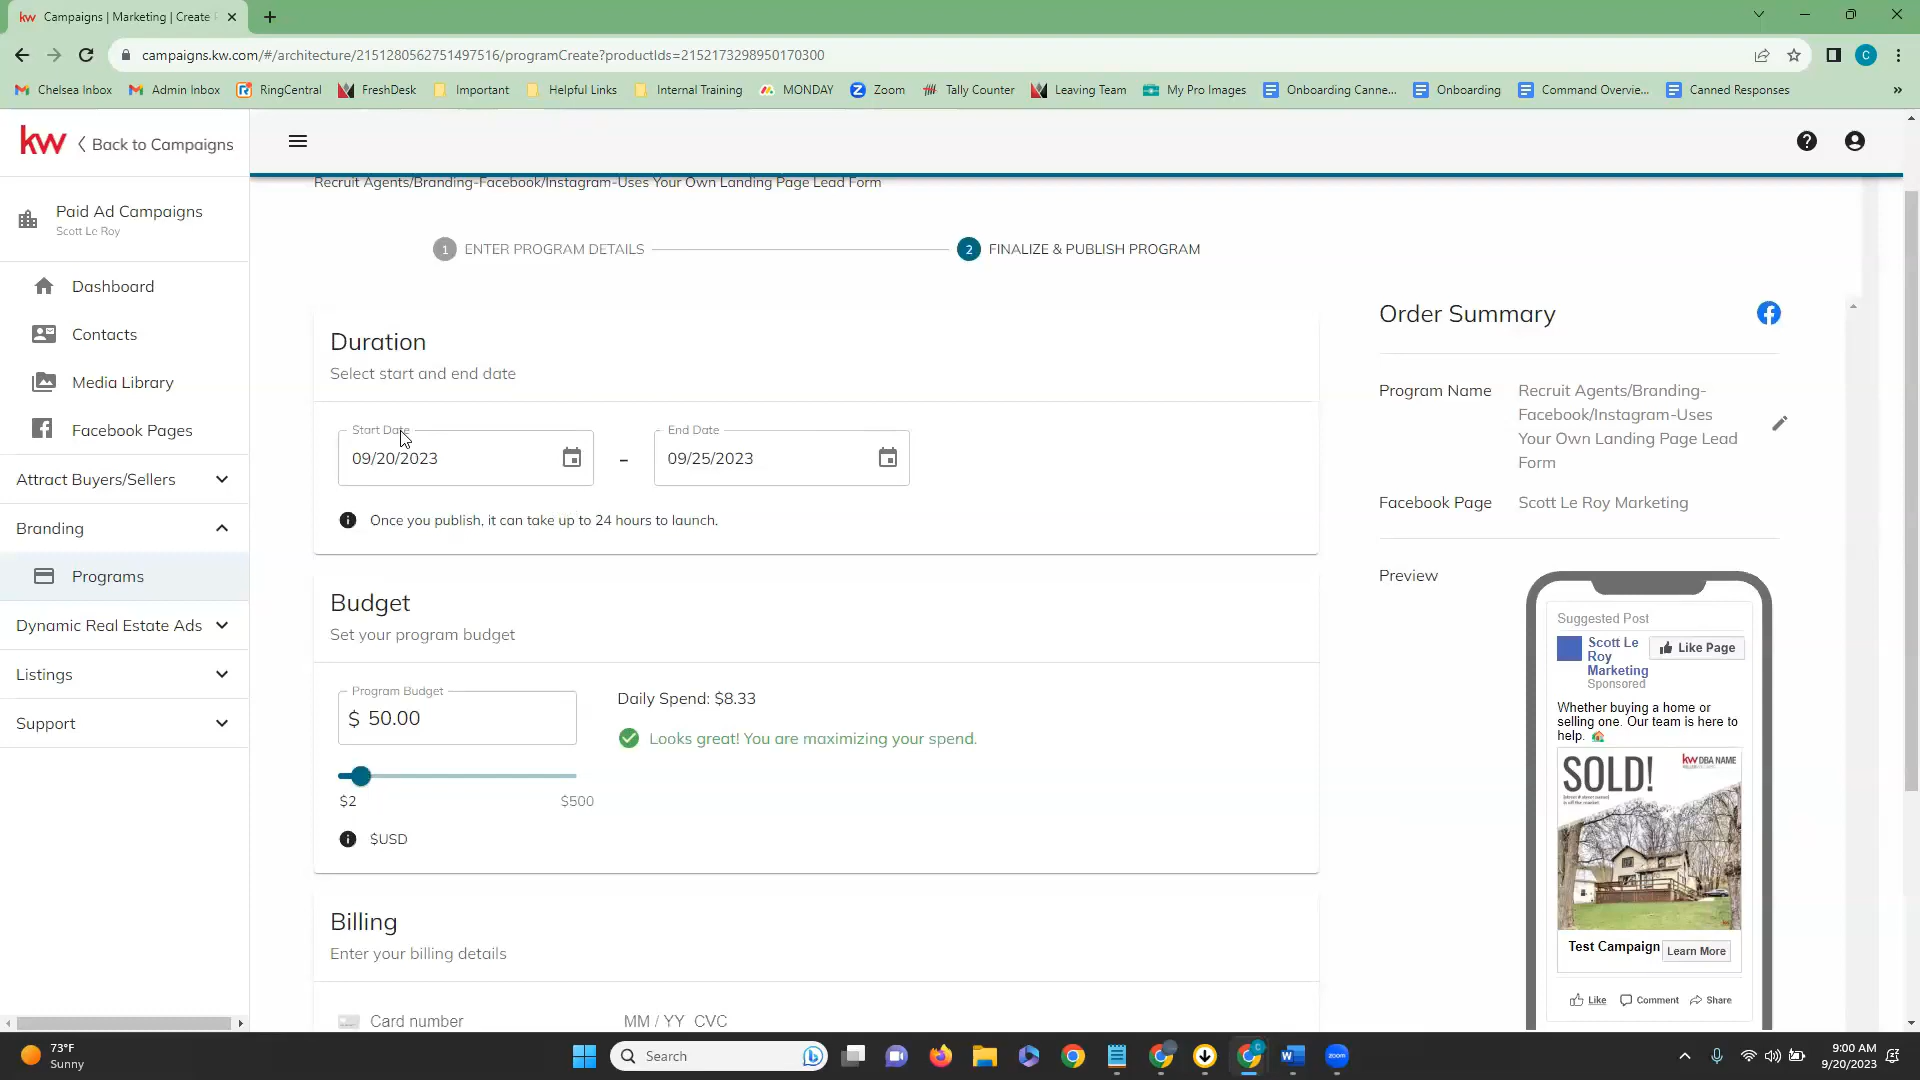 kw Campaigns | Marketing | Create
campaigns.kw.com/#/architecture/2151280562751497516/programCreate?productIds=2152173298950170300
C
Chelsea Inbox
Admin Inbox
RingCentral
FreshDesk
Important
Helpful Links
Internal Training
MONDAY
Zoom
Tally Counter
Leaving Team
My Pro Images
Onboarding Canne...
Onboarding
Command Overvie...
Canned Responses
kw Back to Campaigns
Paid Ad Campaigns
Scott Le Roy
Dashboard
Contacts
Media Library
Facebook Pages
Attract Buyers/Sellers
Branding
Programs
Dynamic Real Estate Ads
Listings
Support
Recruit Agents/Branding-Facebook/Instagram-Uses Your Own Landing Page Lead Form
1 ENTER PROGRAM DETAILS
2 FINALIZE & PUBLISH PROGRAM
Duration
Select start and end date
Start Date
09/20/2023
-
End Date
09/25/2023
Once you publish, it can take up to 24 hours to launch.
Budget
Set your program budget
Program Budget
$ 50.00
Daily Spend: $8.33
Looks great! You are maximizing your spend.
$2
$500
$USD
Billing
Enter your billing details
Card number
MM / YY CVC
Order Summary
Program Name
Recruit Agents/Branding-
Facebook/Instagram-Uses
Your Own Landing Page Lead
Form
Facebook Page
Scott Le Roy Marketing
Preview
Suggested Post
Scott Le
Roy
Marketing
Sponsored
Like Page
Whether buying a home or
selling one. Our team is here to
help. 🏠
SOLD!
kw DBA NAME
Test Campaign
Learn More
Like
Comment
Share
73°F
Sunny
Search
zoom
9:00 AM
9/20/2023